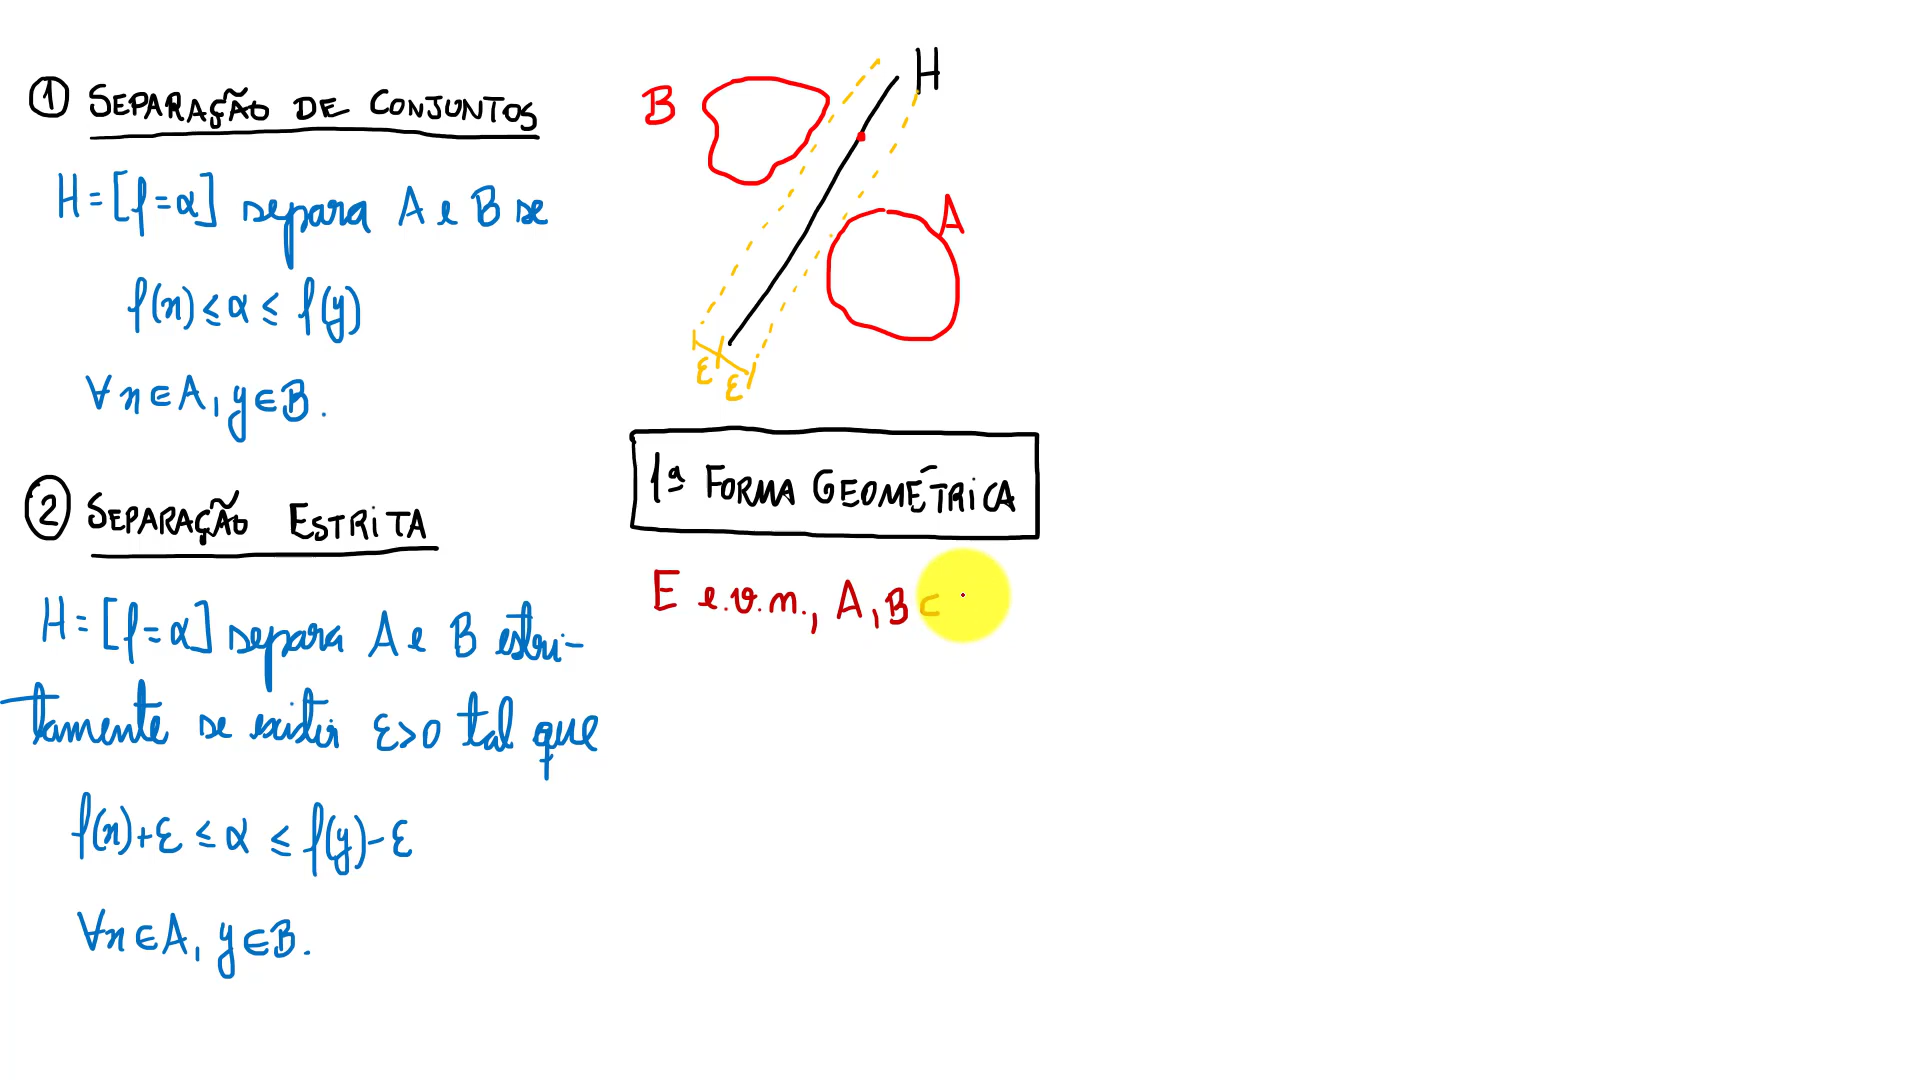 ① SEPARAÇÃO DE CONJUNTOS
H = [f = α] separa A e B se
f(x) ≤ α ≤ f(y)
∀ x ∈ A, y ∈ B.
② SEPARAÇÃO ESTRITA
H = [f = α] separa A e B estri-
tamente se existir ε > 0 tal que
f(x) + ε ≤ α ≤ f(y) - ε
∀ x ∈ A, y ∈ B.
H
B
A
ε
ε
1ª FORMA GEOMÉTRICA
E e.v.n., A, B ⊂